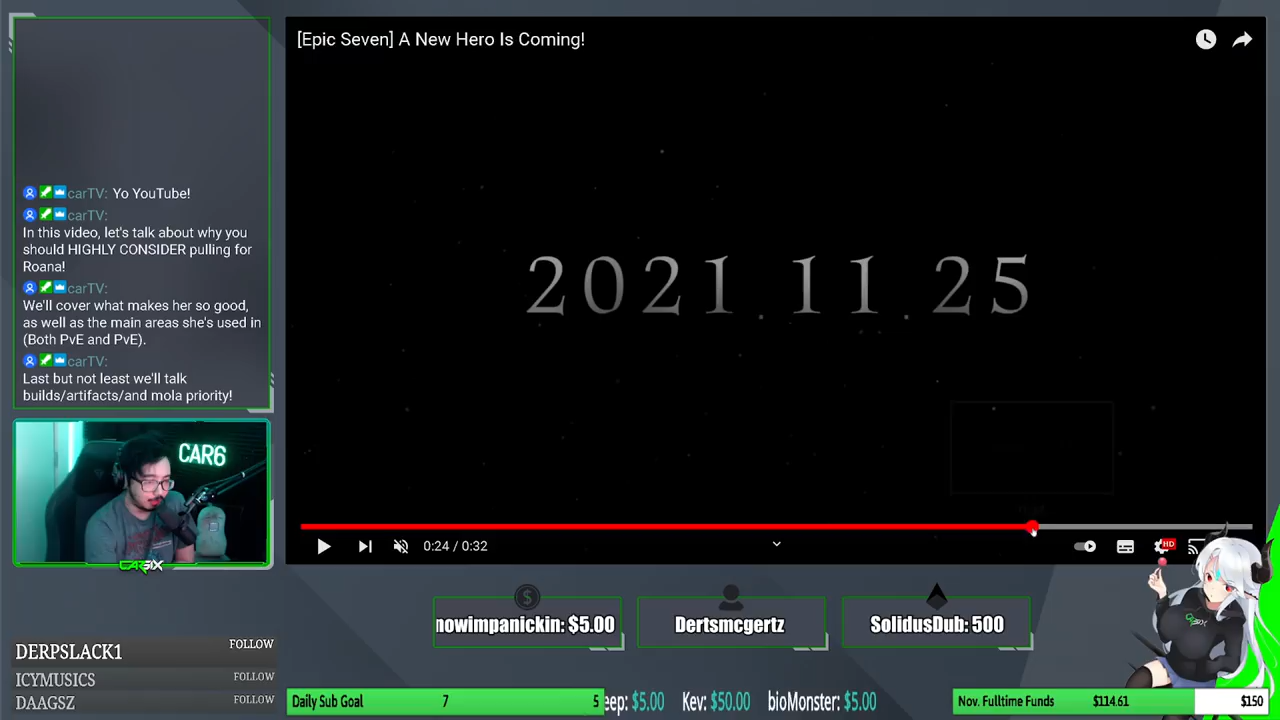 [Epic Seven] A New Hero Is Coming!
2021.11.25
carTV: Yo YouTube!
carTV:
In this video, let's talk about why you
should HIGHLY CONSIDER pulling for
Roana!
carTV:
We'll cover what makes her so good,
as well as the main areas she's used in
(Both PvE and PvE).
carTV:
Last but not least we'll talk
builds/artifacts/and mola priority!
CAR6
CARSIX
0:24 / 0:32
HD
nowimpanickin: $5.00
Dertsmcgertz
SolidusDub: 500
DERPSLACK1 FOLLOW
ICYMUSICS FOLLOW
DAAGSZ FOLLOW
Daily Sub Goal 7 5
eep: $5.00 Kev: $50.00 bioMonster: $5.00
Nov. Fulltime Funds $114.61 $150